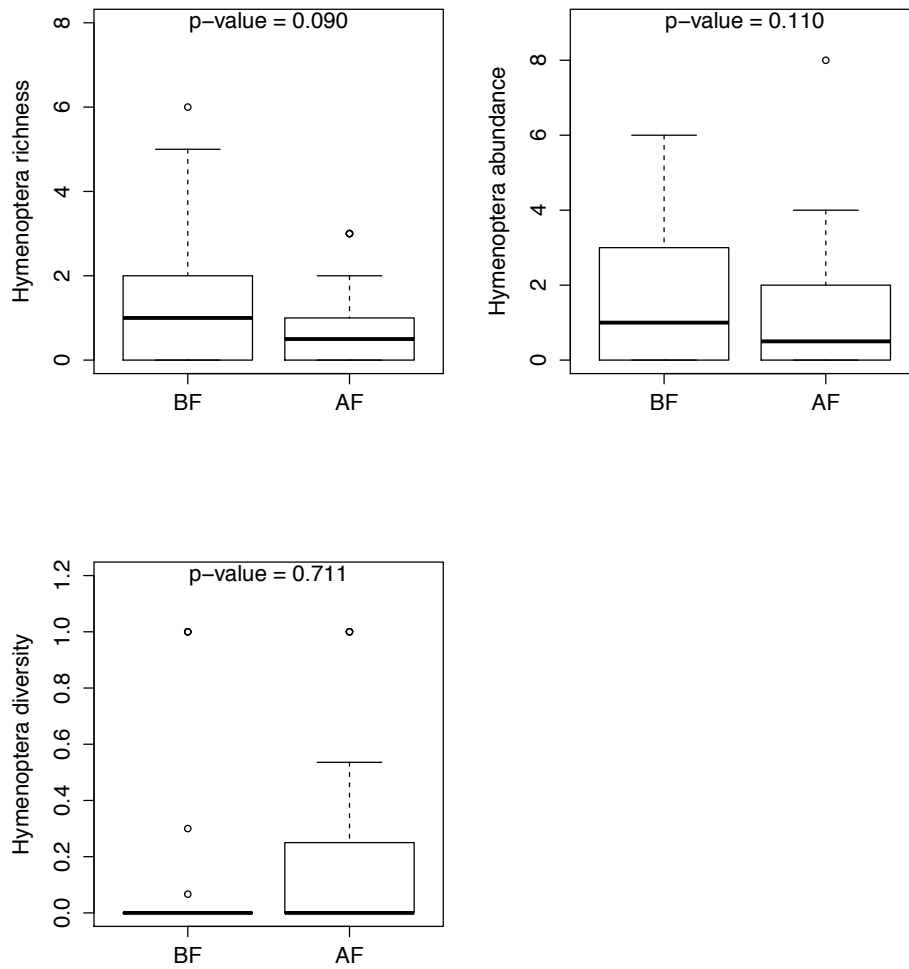 p−value = 0.090
Hymenoptera richness
8
6
4
2
0
BF AF
p−value = 0.110
Hymenoptera abundance
8
6
4
2
0
BF AF
p−value = 0.711
Hymenoptera diversity
1.2
1.0
0.8
0.6
0.4
0.2
0.0
BF AF